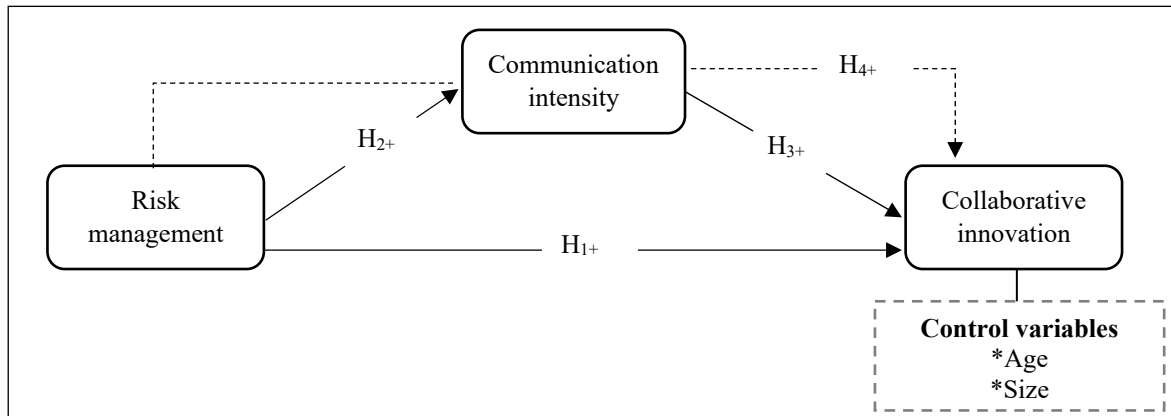 Communication
intensity
H4+
H2+
H3+
Risk
management
Collaborative
innovation
H1+
Control variables
*Age
*Size